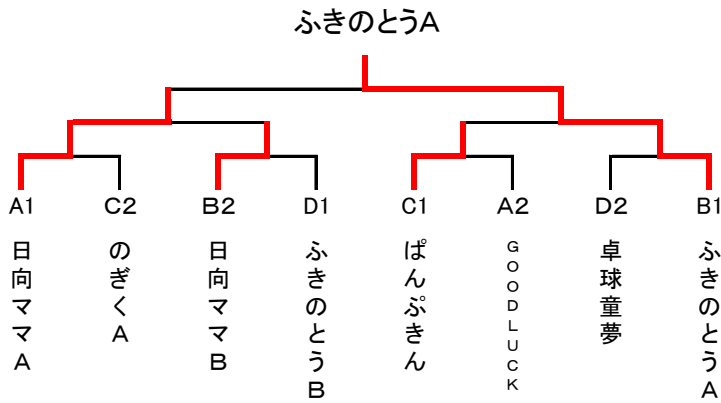 ふきのとうA
A1
C2
B2
D1
C1
A2
D2
B1
日向ママA
のぎくA
日向ママB
ふきのとうB
ぱんぷきん
GOODLUCK
卓球童夢
ふきのとうA